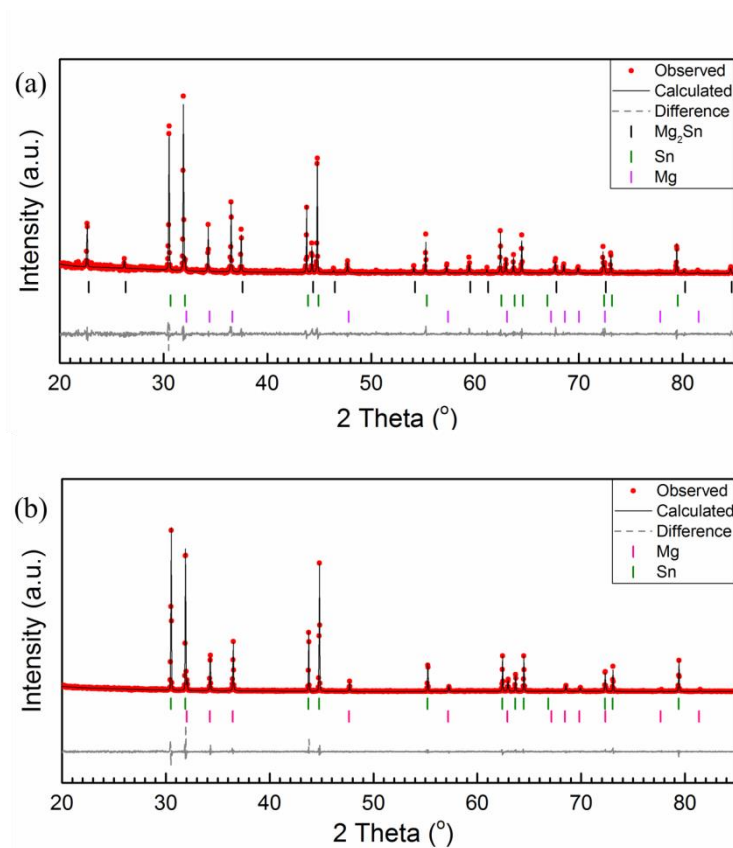 (a)
Observed
Calculated
Difference
Mg₂Sn
Sn
Mg
Intensity (a.u.)
20 30 40 50 60 70 80
2 Theta (°)
(b)
Observed
Calculated
Difference
Mg
Sn
Intensity (a.u.)
20 30 40 50 60 70 80
2 Theta (°)